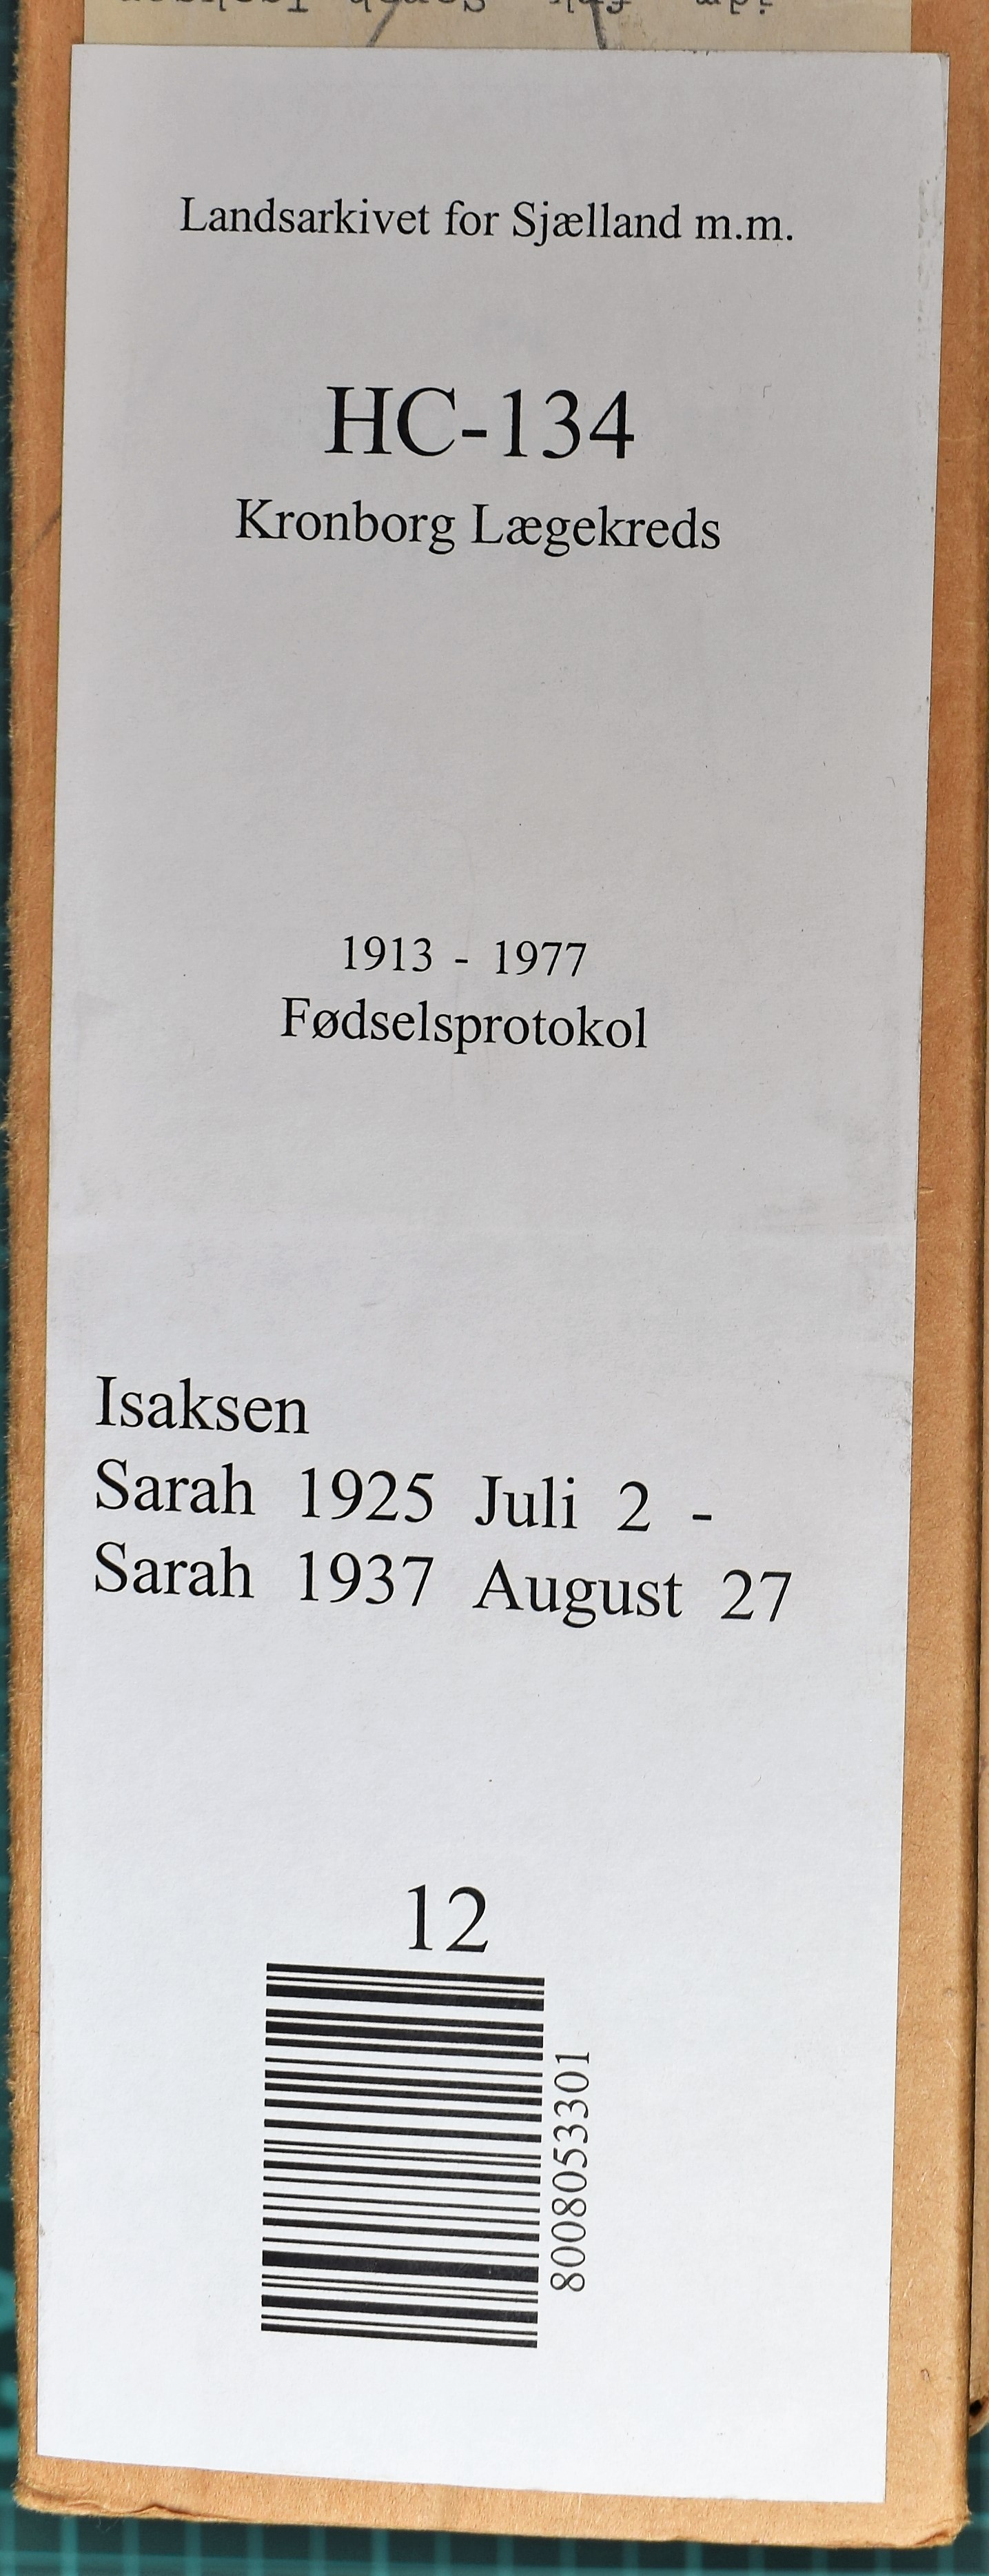 Landsarkivet for Sjælland m.m.
HC-134
Kronborg Lægekreds
1913 - 1977
Fødselsprotokol
Isaksen
Sarah 1925 Juli 2 -
Sarah 1937 August 27
12
8008053301